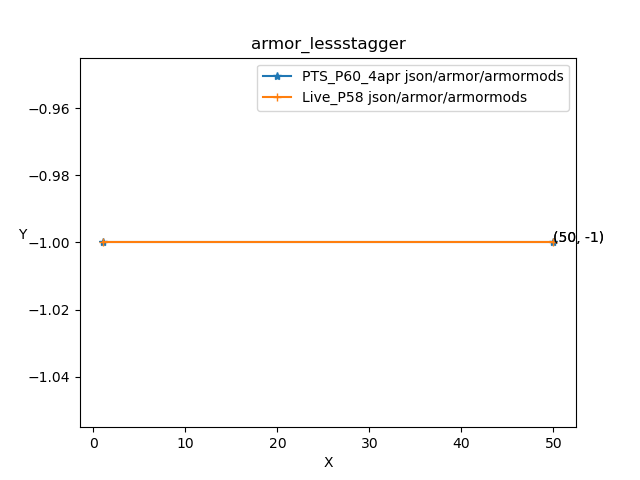 armor_lessstagger
PTS_P60_4apr json/armor/armormods
Live_P58 json/armor/armormods
−0.96
−0.98
Y
−1.00
(50, -1)
−1.02
−1.04
0 10 20 30 40 50
X